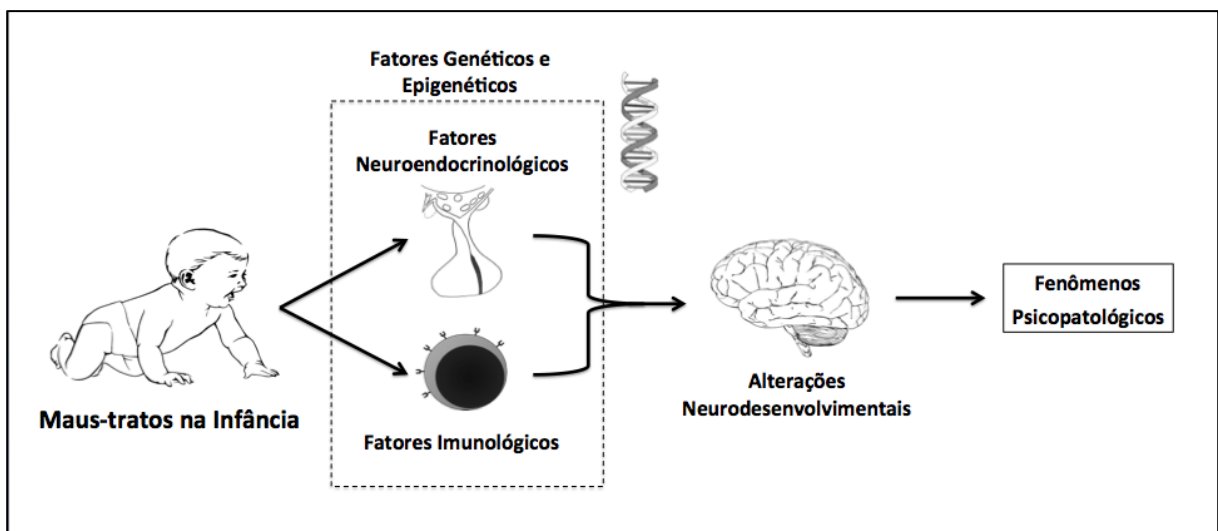 Fatores Genéticos e
Epigenéticos
Fatores
Neuroendocrinológicos
Maus-tratos na Infância
Fatores Imunológicos
Alterações
Neurodesenvolvimentais
Fenômenos
Psicopatológicos